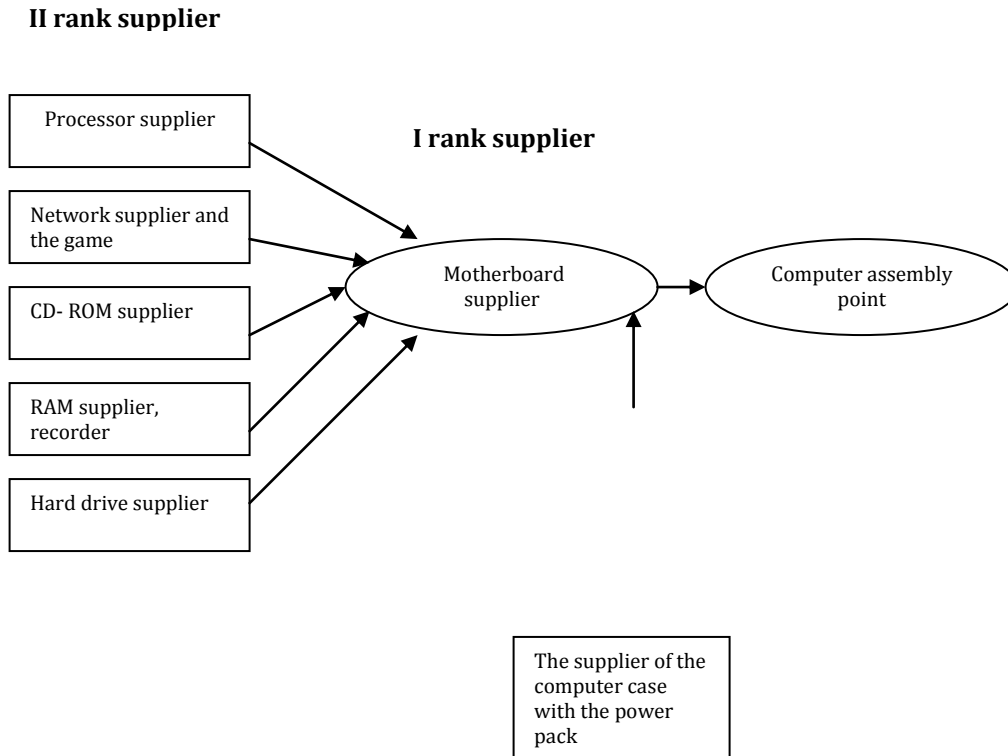 II rank supplier
Processor supplier
I rank supplier
Network supplier and
the game
Motherboard
supplier
Computer assembly
point
CD- ROM supplier
RAM supplier,
recorder
Hard drive supplier
The supplier of the
computer case
with the power
pack